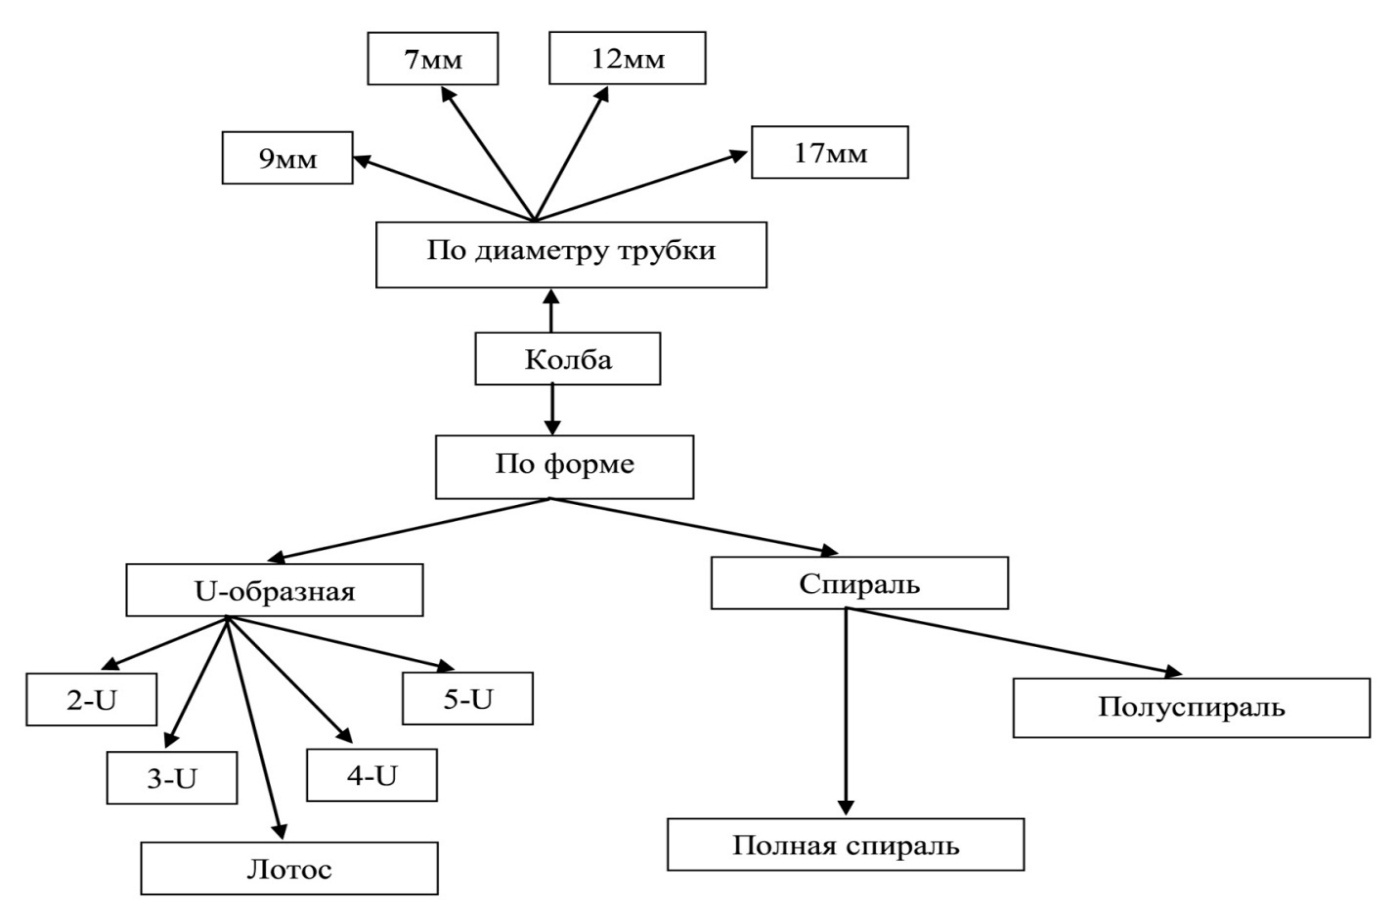 7мм
12мм
9мм
17мм
По диаметру трубки
Колба
По форме
U-образная
Спираль
2-U
5-U
Полуспираль
3-U
4-U
Полная спираль
Лотос